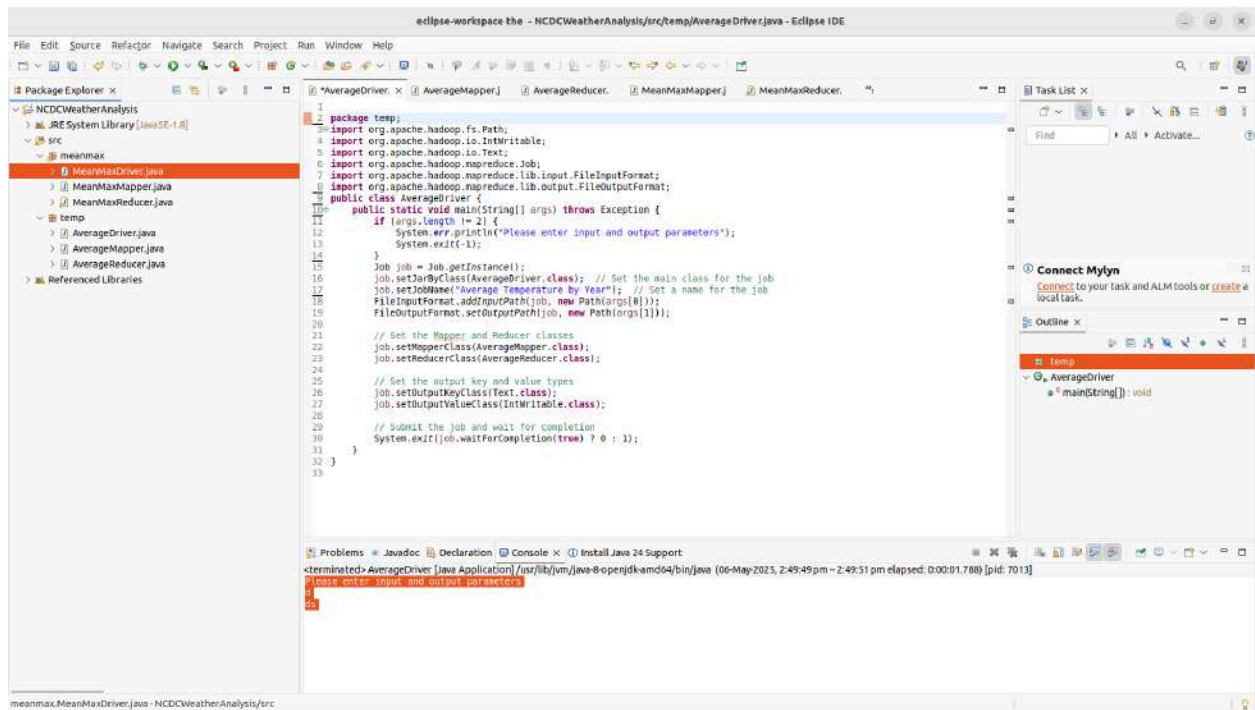 eclipse-workspace the - NCDCWeatherAnalysis/src/temp/AverageDriver.java - Eclipse IDE
File Edit Source Refactor Navigate Search Project Run Window Help
Package Explorer
NCDCWeatherAnalysis
JRE System Library [JavaSE-1.8]
src
meanmax
MeanMaxDriver.java
MeanMaxMapper.java
MeanMaxReducer.java
temp
AverageDriver.java
AverageMapper.java
AverageReducer.java
Referenced Libraries
*AverageDriver. AverageMapper.j AverageReducer. MeanMaxMapper.j MeanMaxReducer.
1
2 package temp;
3 import org.apache.hadoop.fs.Path;
4 import org.apache.hadoop.io.IntWritable;
5 import org.apache.hadoop.io.Text;
6 import org.apache.hadoop.mapreduce.Job;
7 import org.apache.hadoop.mapreduce.lib.input.FileInputFormat;
8 import org.apache.hadoop.mapreduce.lib.output.FileOutputFormat;
9 public class AverageDriver {
10 public static void main(String[] args) throws Exception {
11 if (args.length != 2) {
12 System.err.println("Please enter input and output parameters");
13 System.exit(-1);
14 }
15 Job job = Job.getInstance();
16 job.setJarByClass(AverageDriver.class); // Set the main class for the job
17 job.setJobName("Average Temperature by Year"); // Set a name for the job
18 FileInputFormat.addInputPath(job, new Path(args[0]));
19 FileOutputFormat.setOutputPath(job, new Path(args[1]));
20
21 // Set the Mapper and Reducer classes
22 job.setMapperClass(AverageMapper.class);
23 job.setReducerClass(AverageReducer.class);
24
25 // Set the output key and value types
26 job.setOutputKeyClass(Text.class);
27 job.setOutputValueClass(IntWritable.class);
28
29 // Submit the job and wait for completion
30 System.exit(job.waitForCompletion(true) ? 0 : 1);
31 }
32 }
33
Task List
Find All Activate...
Connect Mylyn
Connect to your task and ALM tools or create a
local task.
Outline
temp
AverageDriver
main(String[]) : void
Problems Javadoc Declaration Console Install Java 24 Support
<terminated> AverageDriver [Java Application] /usr/lib/jvm/java-8-openjdk-amd64/bin/java (06-May-2025, 2:49:49 pm – 2:49:51 pm elapsed: 0:00:01.788) [pid: 7013]
Please enter input and output parameters
d
ds
meanmax.MeanMaxDriver.java - NCDCWeatherAnalysis/src